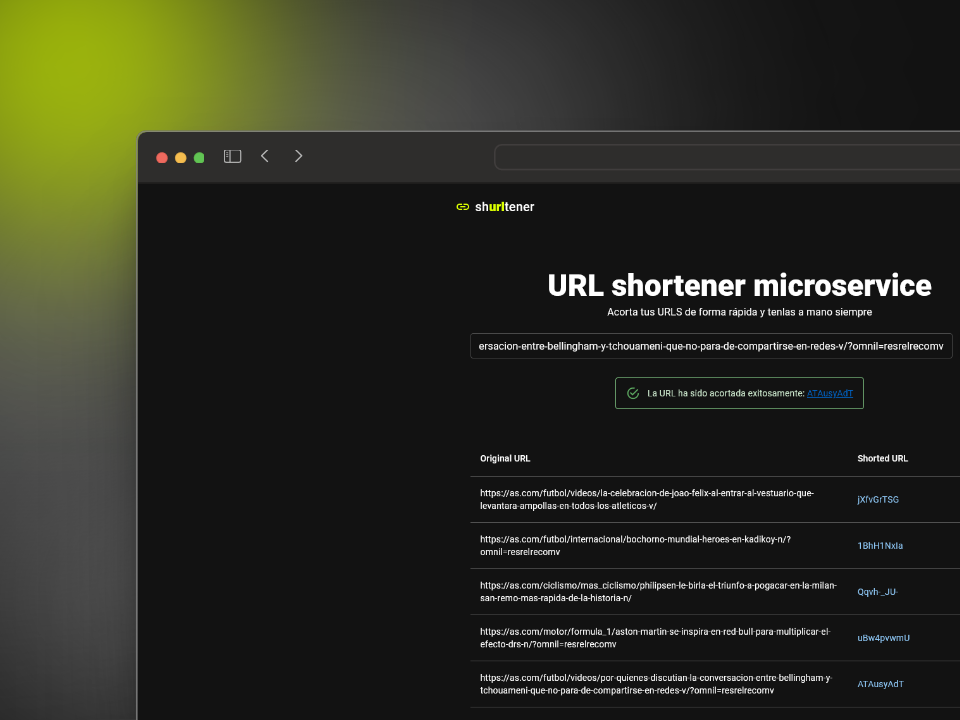 shurltener
URL shortener microservice
Acorta tus URLS de forma rápida y tenlas a mano siempre
ersacion-entre-bellingham-y-tchouameni-que-no-para-de-compartirse-en-redes-v/?omnil=resrelrecomv
La URL ha sido acortada exitosamente: ATAusyAdT
Original URL Shorted URL
https://as.com/futbol/videos/la-celebracion-de-joao-felix-al-entrar-al-vestuario-que-
levantara-ampollas-en-todos-los-atleticos-v/
jXfvGrTSG
https://as.com/futbol/internacional/bochorno-mundial-heroes-en-kadikoy-n/?
omnil=resrelrecomv
1BhH1NxIa
https://as.com/ciclismo/mas_ciclismo/philipsen-le-birla-el-triunfo-a-pogacar-en-la-milan-
san-remo-mas-rapida-de-la-historia-n/
Qqvh-_JU-
https://as.com/motor/formula_1/aston-martin-se-inspira-en-red-bull-para-multiplicar-el-
efecto-drs-n/?omnil=resrelrecomv
uBw4pvwmU
https://as.com/futbol/videos/por-quienes-discutian-la-conversacion-entre-bellingham-y-
tchouameni-que-no-para-de-compartirse-en-redes-v/?omnil=resrelrecomv
ATAusyAdT